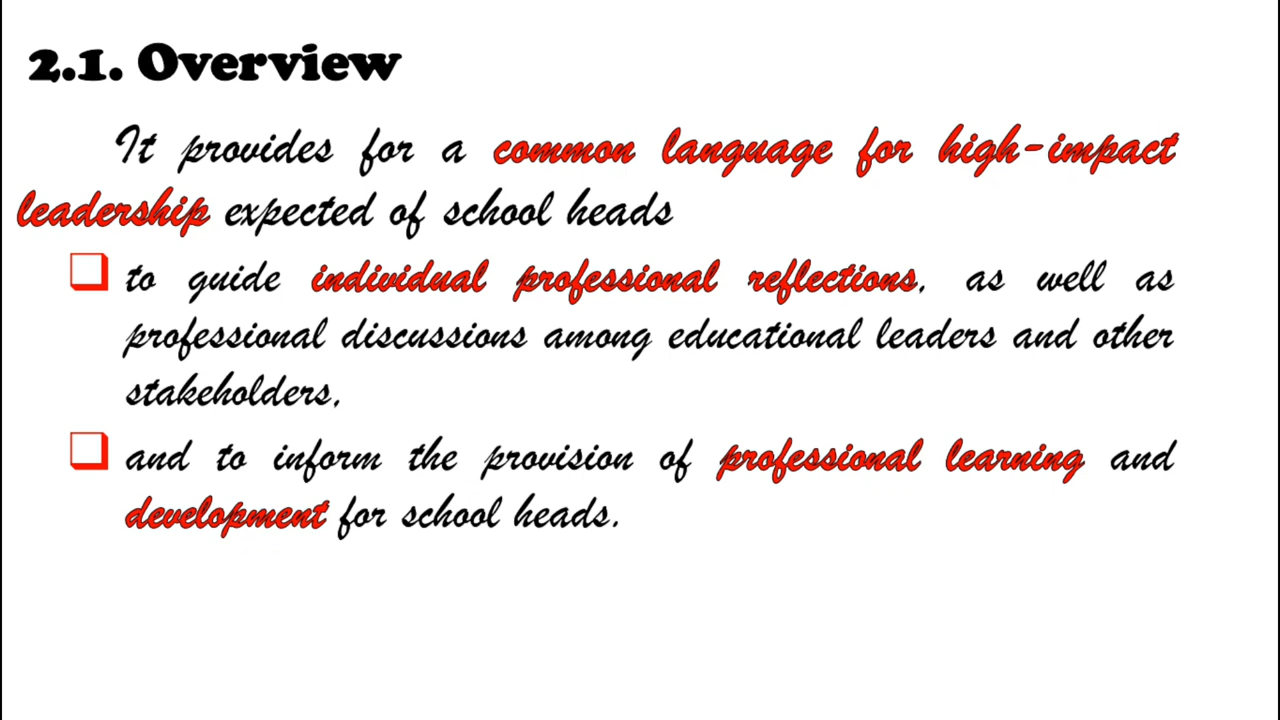 2.1. Overview
It provides for a common language for high-impact
leadership expected of school heads
to guide individual professional reflections, as well as
professional discussions among educational leaders and other
stakeholders,
and to inform the provision of professional learning and
development for school heads.